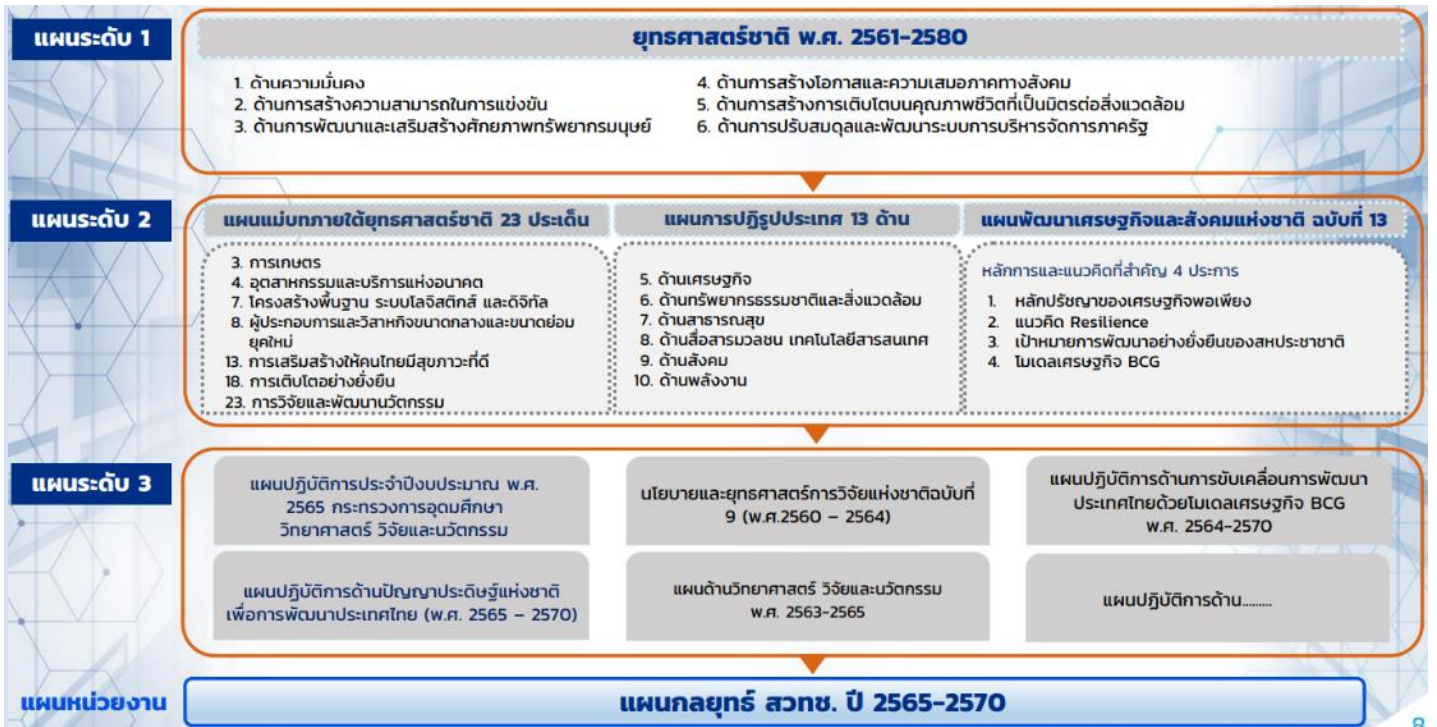 แผนระดับ 1
ยุทธศาสตร์ชาติ พ.ศ. 2561-2580
1. ด้านความมั่นคง
2. ด้านการสร้างความสามารถในการแข่งขัน
3. ด้านการพัฒนาและเสริมสร้างศักยภาพทรัพยากรมนุษย์
4. ด้านการสร้างโอกาสและความเสมอภาคทางสังคม
5. ด้านการสร้างการเติบโตบนคุณภาพชีวิตที่เป็นมิตรต่อสิ่งแวดล้อม
6. ด้านการปรับสมดุลและพัฒนาระบบการบริหารจัดการภาครัฐ
แผนระดับ 2
แผนแม่บทภายใต้ยุทธศาสตร์ชาติ 23 ประเด็น
3. การเกษตร
4. อุตสาหกรรมและบริการแห่งอนาคต
7. โครงสร้างพื้นฐาน ระบบโลจิสติกส์ และดิจิทัล
8. ผู้ประกอบการและวิสาหกิจขนาดกลางและขนาดย่อม
ยุคใหม่
13. การเสริมสร้างให้คนไทยมีสุขภาวะที่ดี
18. การเติบโตอย่างยั่งยืน
23. การวิจัยและพัฒนานวัตกรรม
แผนการปฏิรูปประเทศ 13 ด้าน
5. ด้านเศรษฐกิจ
6. ด้านทรัพยากรธรรมชาติและสิ่งแวดล้อม
7. ด้านสาธารณสุข
8. ด้านสื่อสารมวลชน เทคโนโลยีสารสนเทศ
9. ด้านสังคม
10. ด้านพลังงาน
แผนพัฒนาเศรษฐกิจและสังคมแห่งชาติ ฉบับที่ 13
หลักการและแนวคิดที่สำคัญ 4 ประการ
1. หลักปรัชญาของเศรษฐกิจพอเพียง
2. แนวคิด Resilience
3. เป้าหมายการพัฒนาอย่างยั่งยืนของสหประชาชาติ
4. โมเดลเศรษฐกิจ BCG
แผนระดับ 3
แผนปฏิบัติการประจำปีงบประมาณ พ.ศ.
2565 กระทรวงการอุดมศึกษา
วิทยาศาสตร์ วิจัยและนวัตกรรม
นโยบายและยุทธศาสตร์การวิจัยแห่งชาติฉบับที่
9 (พ.ศ.2560 – 2564)
แผนปฏิบัติการด้านการขับเคลื่อนการพัฒนา
ประเทศไทยด้วยโมเดลเศรษฐกิจ BCG
พ.ศ. 2564-2570
แผนปฏิบัติการด้านปัญญาประดิษฐ์แห่งชาติ
เพื่อการพัฒนาประเทศไทย (พ.ศ. 2565 – 2570)
แผนด้านวิทยาศาสตร์ วิจัยและนวัตกรรม
พ.ศ. 2563-2565
แผนปฏิบัติการด้าน.........
แผนหน่วยงาน
แผนกลยุทธ์ สวทช. ปี 2565-2570
8